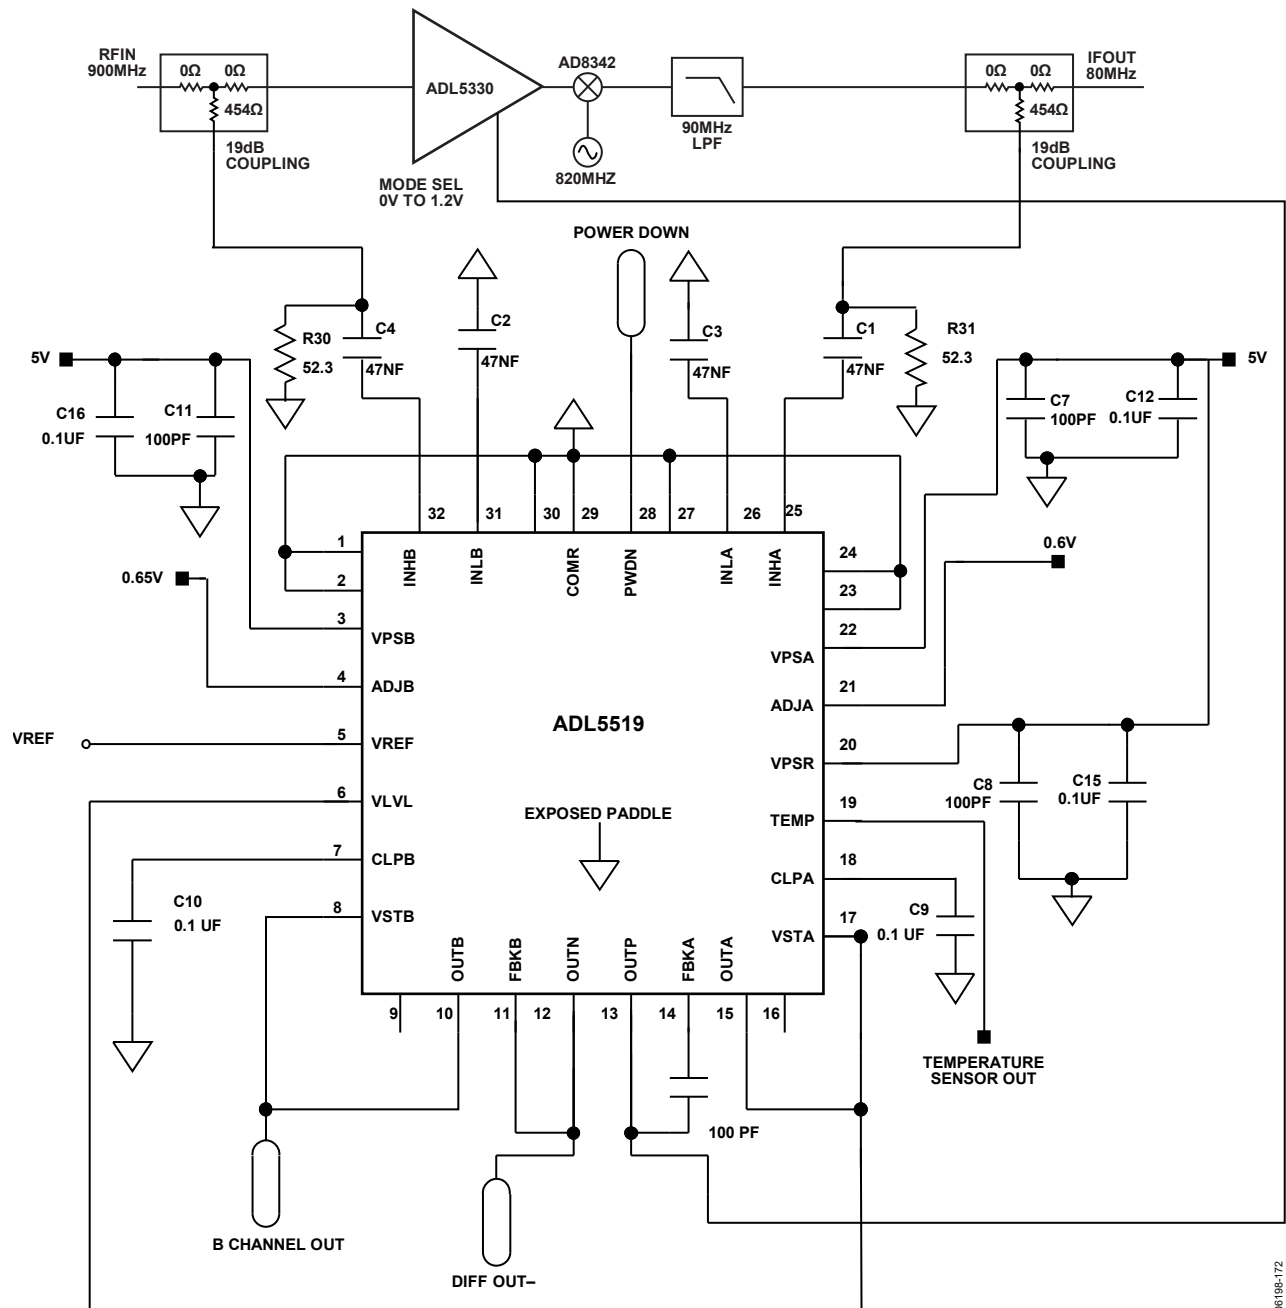 RFIN
900MHz
0Ω 0Ω
454Ω
19dB
COUPLING
ADL5330
MODE SEL
0V TO 1.2V
AD8342
820MHZ
90MHz
LPF
0Ω 0Ω
454Ω
19dB
COUPLING
IFOUT
80MHz
POWER DOWN
R30
52.3
C4
47NF
C2
47NF
C3
47NF
C1
47NF
R31
52.3
5V
C16
0.1UF
C11
100PF
C7
100PF
C12
0.1UF
5V
32 31 30 29 28 27 26 25
INHB INLB COMR PWDN INLA INHA
0.65V
0.6V
1
2
3 VPSB
4 ADJB
VREF
5 VREF
6 VLVL
7 CLPB
8 VSTB
C10
0.1 UF
ADL5519
EXPOSED PADDLE
24
23
22 VPSA
21 ADJA
20 VPSR
19 TEMP
18 CLPA
17 VSTA
C8
100PF
C15
0.1UF
C9
0.1 UF
OUTB FBKB OUTN OUTP FBKA OUTA
9 10 11 12 13 14 15 16
TEMPERATURE
SENSOR OUT
100 PF
B CHANNEL OUT
DIFF OUT–
06198-172